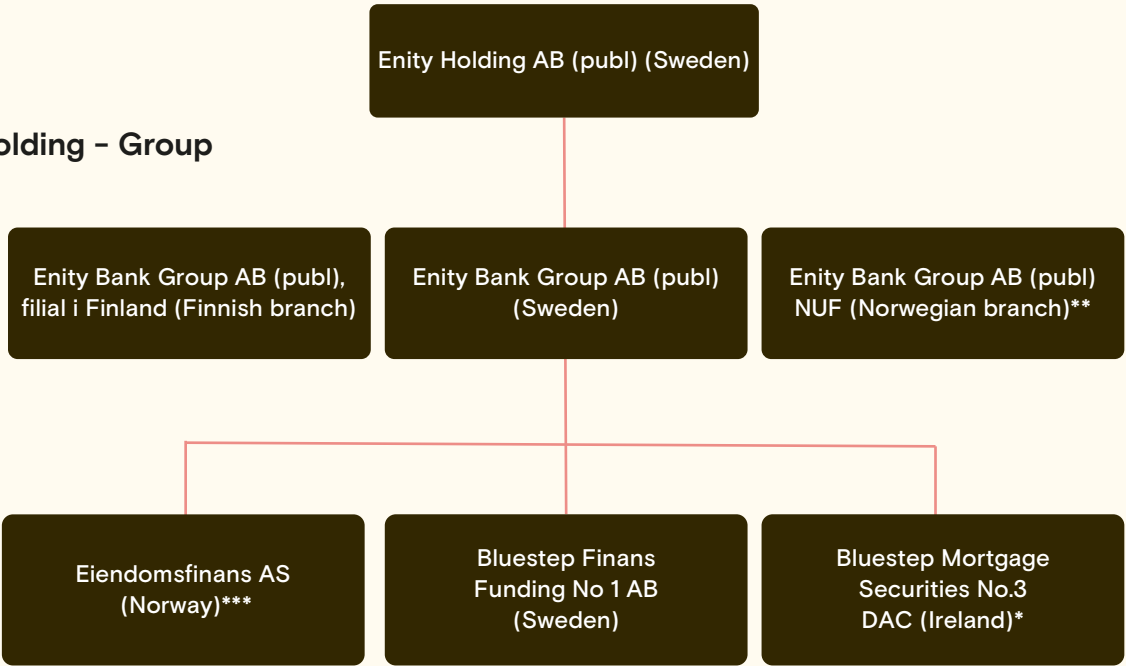 Enity Holding AB (publ) (Sweden)
olding - Group
Enity Bank Group AB (publ),
filial i Finland (Finnish branch)
Enity Bank Group AB (publ)
(Sweden)
Enity Bank Group AB (publ)
NUF (Norwegian branch)**
Eiendomsfinans AS
(Norway)***
Bluestep Finans
Funding No 1 AB
(Sweden)
Bluestep Mortgage
Securities No.3
DAC (Ireland)*